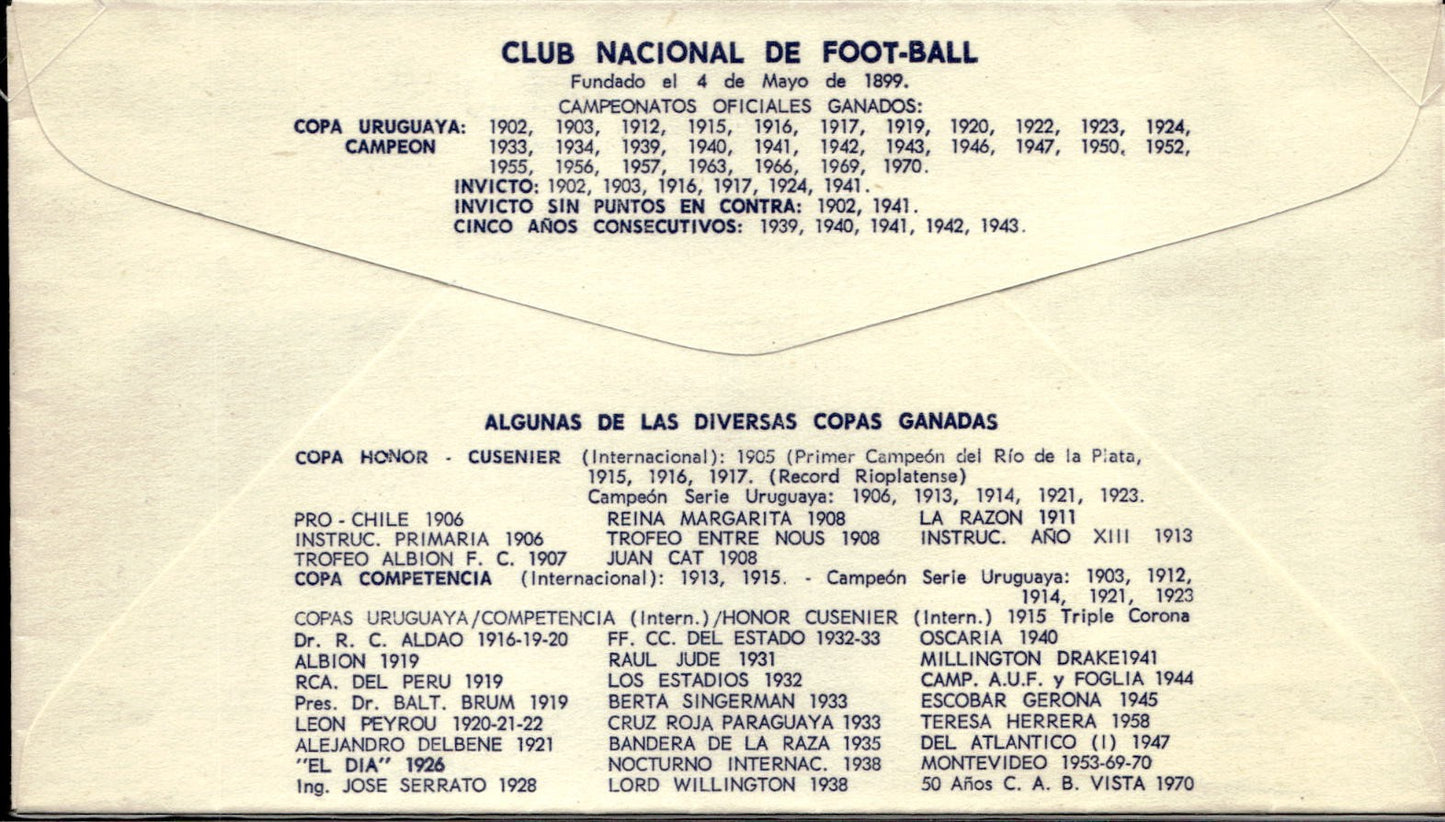 CLUB NACIONAL DE FOOT-BALL
Fundado el 4 de Mayo de 1899.
CAMPEONATOS OFICIALES GANADOS:
COPA URUGUAYA: 1902, 1903, 1912, 1915, 1916, 1917, 1919, 1920, 1922, 1923, 1924,
CAMPEON 1933, 1934, 1939, 1940, 1941, 1942, 1943, 1946, 1947, 1950, 1952,
1955, 1956, 1957, 1963, 1966, 1969, 1970.
INVICTO: 1902, 1903, 1916, 1917, 1924, 1941.
INVICTO SIN PUNTOS EN CONTRA: 1902, 1941.
CINCO AÑOS CONSECUTIVOS: 1939, 1940, 1941, 1942, 1943.
ALGUNAS DE LAS DIVERSAS COPAS GANADAS
COPA HONOR - CUSENIER (Internacional): 1905 (Primer Campeón del Río de la Plata,
1915, 1916, 1917. (Record Rioplatense)
Campeón Serie Uruguaya: 1906, 1913, 1914, 1921, 1923.
PRO - CHILE 1906 REINA MARGARITA 1908 LA RAZON 1911
INSTRUC. PRIMARIA 1906 TROFEO ENTRE NOUS 1908 INSTRUC. AÑO XIII 1913
TROFEO ALBION F. C. 1907 JUAN CAT 1908
COPA COMPETENCIA (Internacional): 1913, 1915. - Campeón Serie Uruguaya: 1903, 1912,
1914, 1921, 1923
COPAS URUGUAYA/COMPETENCIA (Intern.)/HONOR CUSENIER (Intern.) 1915 Triple Corona
Dr. R. C. ALDAO 1916-19-20 FF. CC. DEL ESTADO 1932-33 OSCARIA 1940
ALBION 1919 RAUL JUDE 1931 MILLINGTON DRAKE1941
RCA. DEL PERU 1919 LOS ESTADIOS 1932 CAMP. A.U.F. y FOGLIA 1944
Pres. Dr. BALT. BRUM 1919 BERTA SINGERMAN 1933 ESCOBAR GERONA 1945
LEON PEYROU 1920-21-22 CRUZ ROJA PARAGUAYA 1933 TERESA HERRERA 1958
ALEJANDRO DELBENE 1921 BANDERA DE LA RAZA 1935 DEL ATLANTICO (I) 1947
"EL DIA" 1926 NOCTURNO INTERNAC. 1938 MONTEVIDEO 1953-69-70
Ing. JOSE SERRATO 1928 LORD WILLINGTON 1938 50 Años C. A. B. VISTA 1970